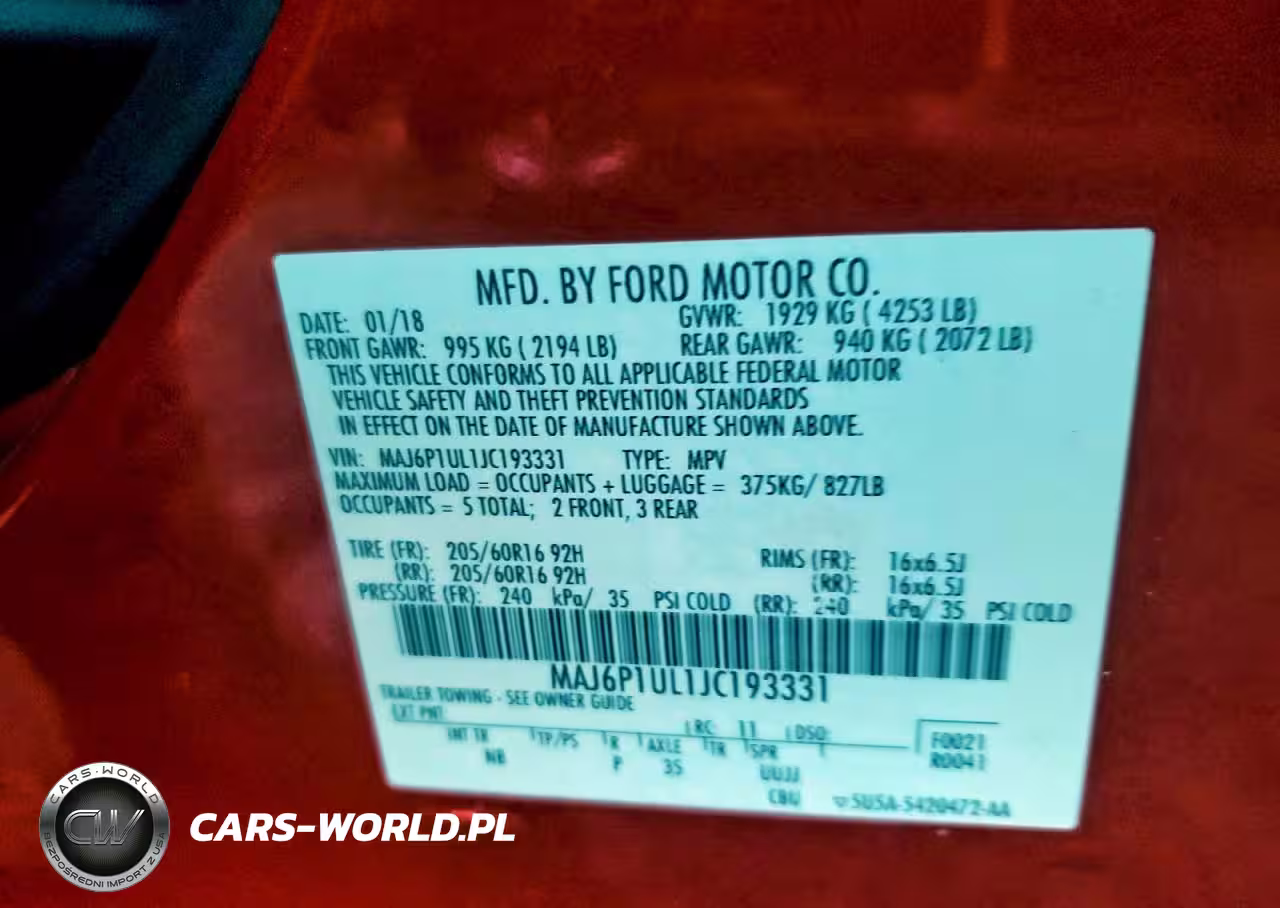 MFD. BY FORD MOTOR CO.
DATE: 01/18 GVWR: 1929 KG ( 4253 LB)
FRONT GAWR: 995 KG ( 2194 LB) REAR GAWR: 940 KG ( 2072 LB)
THIS VEHICLE CONFORMS TO ALL APPLICABLE FEDERAL MOTOR
VEHICLE SAFETY AND THEFT PREVENTION STANDARDS
IN EFFECT ON THE DATE OF MANUFACTURE SHOWN ABOVE.
VIN: MAJ6P1UL1JC193331 TYPE: MPV
MAXIMUM LOAD = OCCUPANTS + LUGGAGE = 375KG/ 827LB
OCCUPANTS = 5 TOTAL; 2 FRONT, 3 REAR
TIRE (FR): 205/60R16 92H RIMS (FR): 16x6.5J
(RR): 205/60R16 92H (RR): 16x6.5J
PRESSURE (FR): 240 kPa/ 35 PSI COLD (RR): 240 kPa/ 35 PSI COLD
MAJ6P1UL1JC193331
TRAILER TOWING - SEE OWNER GUIDE
EXT PNT: RC: 11 DSO: F0021
INT TR TP/PS R AXLE TR SPR R0041
NB P 35 UUJJ
CBU 5U5A-5420472-AA
CARS-WORLD
CW
BEZPOŚREDNI IMPORT Z USA
CARS-WORLD.PL